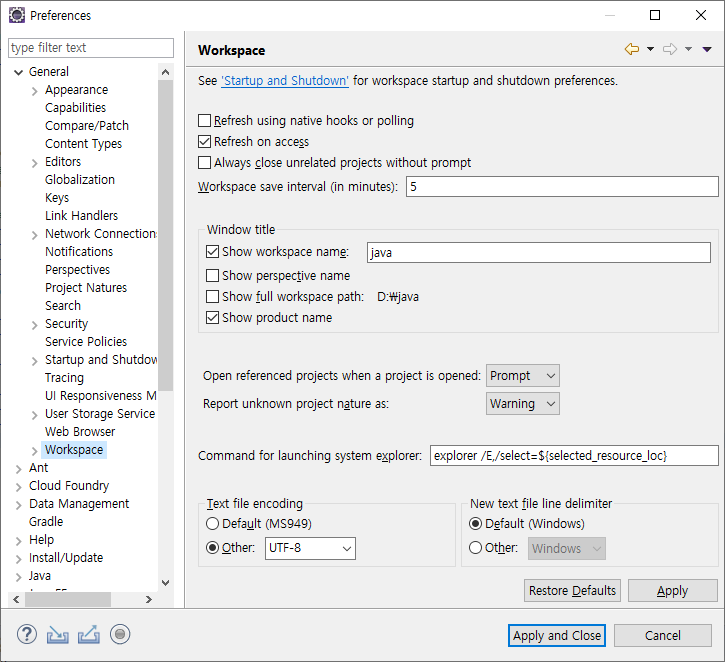 Preferences
type filter text
General
Appearance
Capabilities
Compare/Patch
Content Types
Editors
Globalization
Keys
Link Handlers
Network Connection
Notifications
Perspectives
Project Natures
Search
Security
Service Policies
Startup and Shutdow
Tracing
UI Responsiveness M
User Storage Service
Web Browser
Workspace
Ant
Cloud Foundry
Data Management
Gradle
Help
Install/Update
Java
Workspace
See 'Startup and Shutdown' for workspace startup and shutdown preferences.
Refresh using native hooks or polling
Refresh on access
Always close unrelated projects without prompt
Workspace save interval (in minutes): 5
Window title
Show workspace name: java
Show perspective name
Show full workspace path: D:₩java
Show product name
Open referenced projects when a project is opened: Prompt
Report unknown project nature as: Warning
Command for launching system explorer: explorer /E,/select=${selected_resource_loc}
Text file encoding
Default (MS949)
Other: UTF-8
New text file line delimiter
Default (Windows)
Other: Windows
Restore Defaults Apply
Apply and Close Cancel